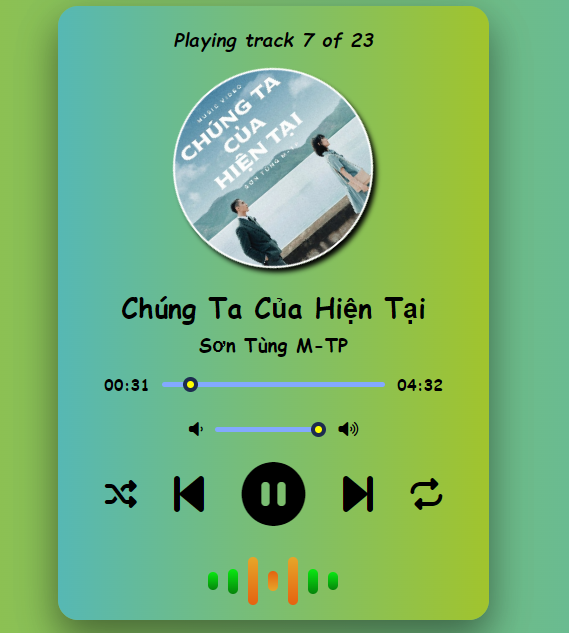 Playing track 7 of 23
MUSIC VIDEO
CHÚNG TA
CỦA
HIỆN TẠI
SƠN TÙNG M-TP
Chúng Ta Của Hiện Tại
Sơn Tùng M-TP
00:31
04:32